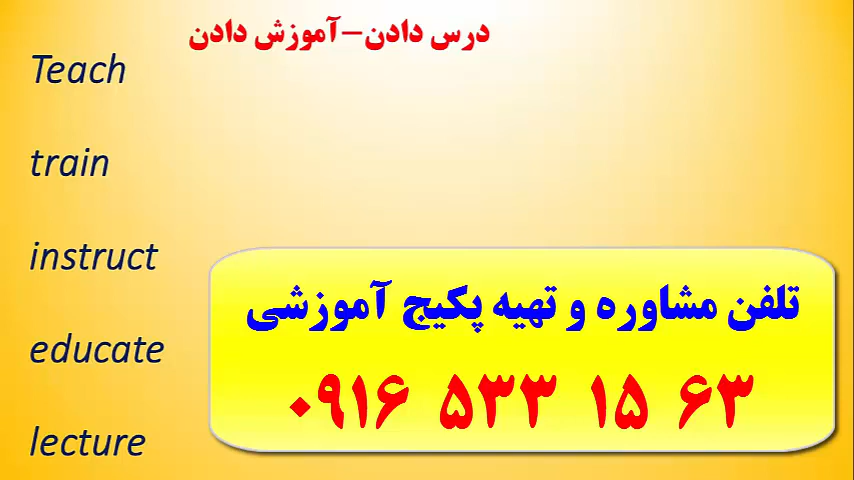 درس دادن-آموزش دادن
Teach
train
instruct
educate
lecture
تلفن مشاوره و تهیه پکیج آموزشی
۰۹۱۶ ۵۳۳ ۱۵ ۶۳